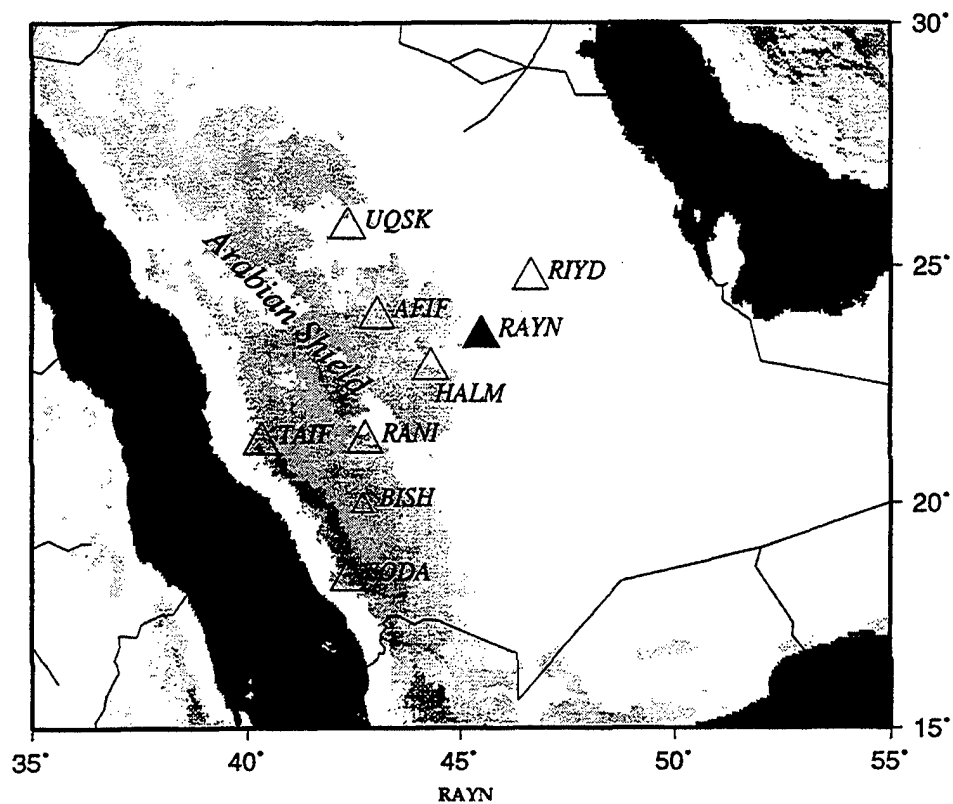 30°
UQSK
Arabian Shield
RIYD
25°
AFIF
RAYN
HALM
TAIF
RANI
BISH
20°
SODA
15°
35°
40°
45°
50°
55°
RAYN